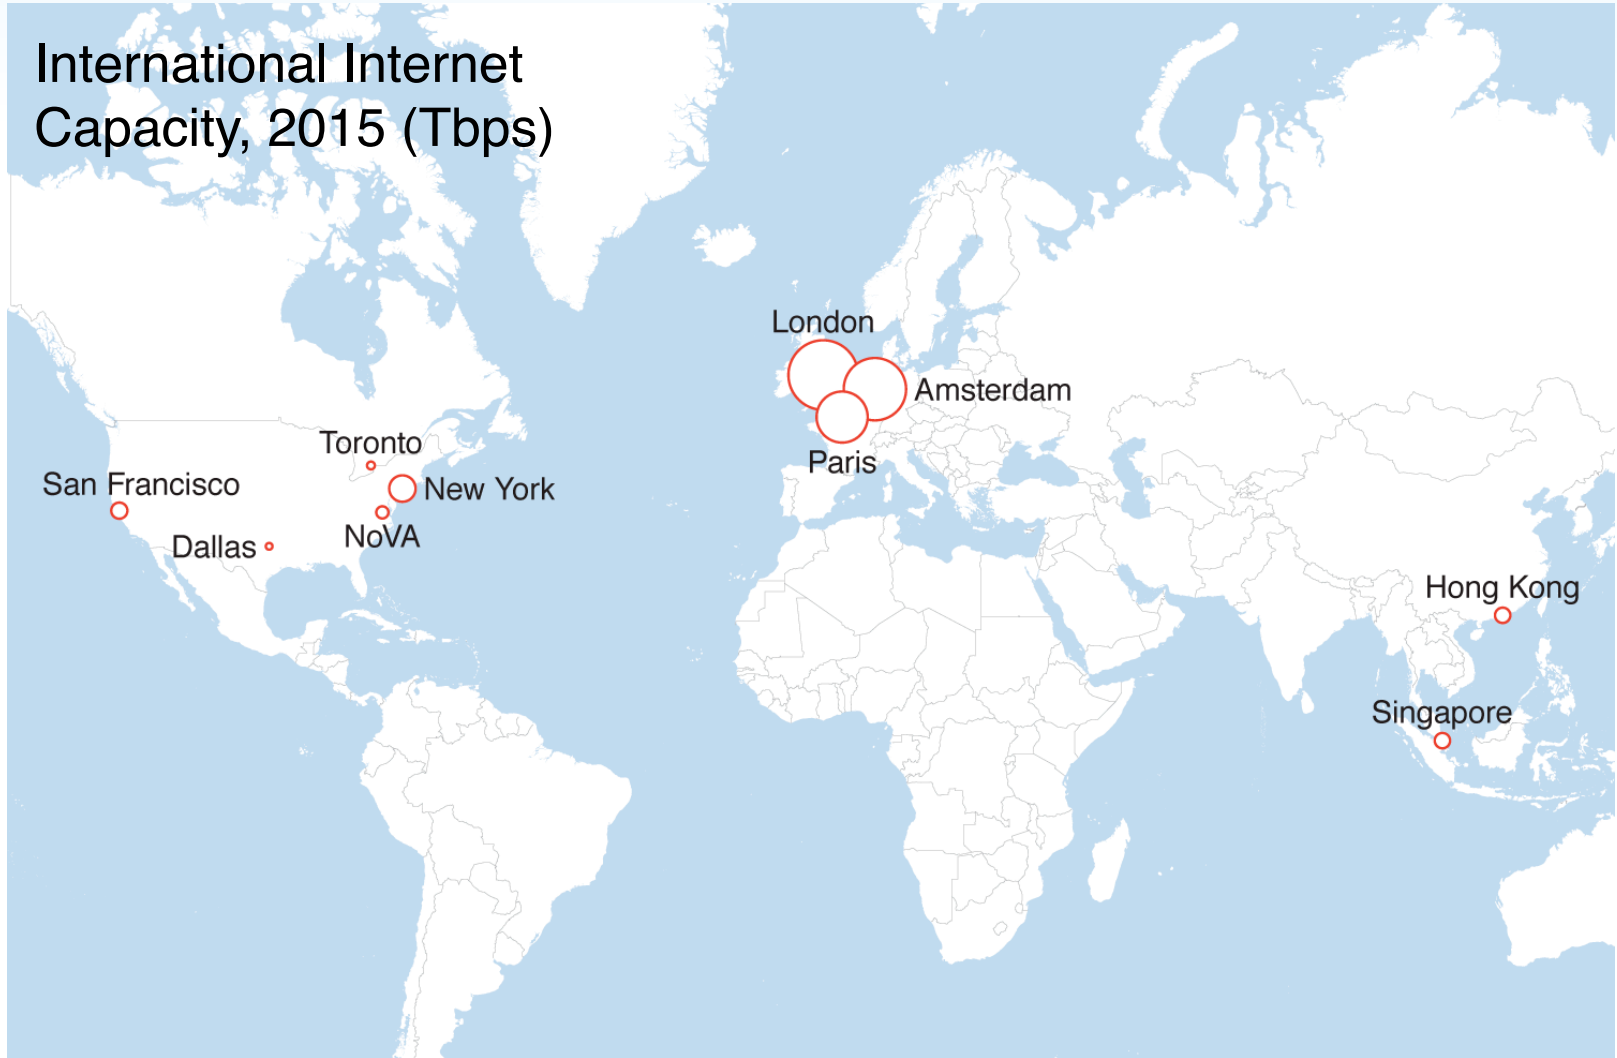 International Internet
Capacity, 2015 (Tbps)
London
Amsterdam
Paris
Toronto
San Francisco
New York
NoVA
Dallas
Hong Kong
Singapore